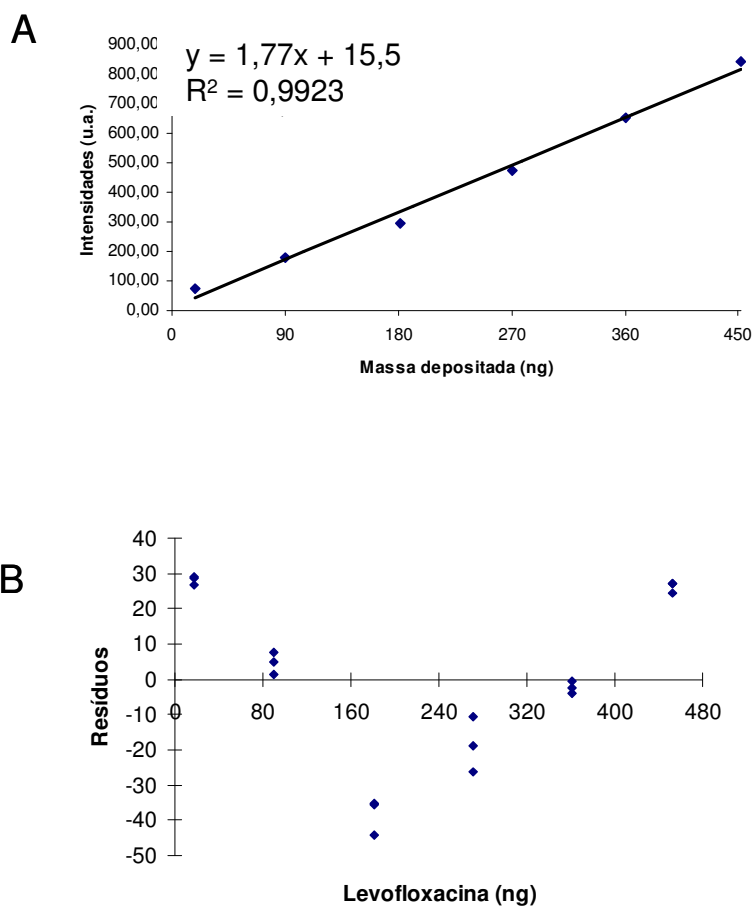 A
y = 1,77x + 15,5
R² = 0,9923
900,00
800,00
700,00
600,00
500,00
400,00
300,00
200,00
100,00
0,00
Intensidades (u.a.)
0 90 180 270 360 450
Massa depositada (ng)
B
40
30
20
10
0
-10
-20
-30
-40
-50
Resíduos
0 80 160 240 320 400 480
Levofloxacina (ng)